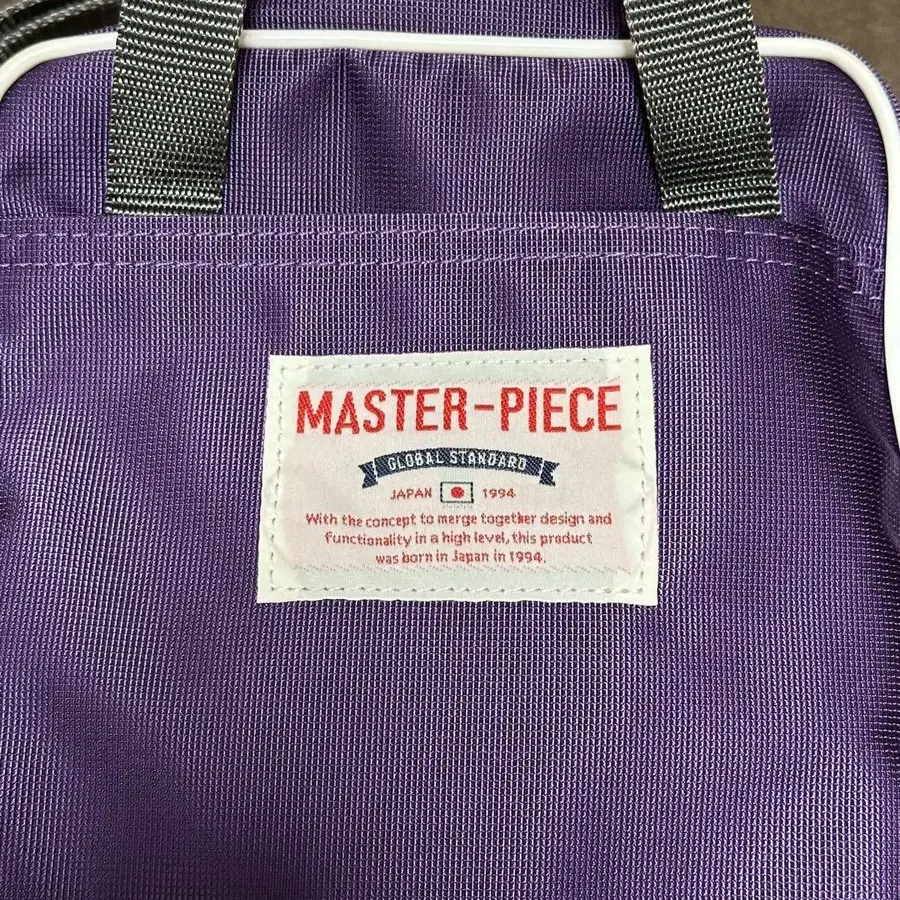 MASTER-PIECE
GLOBAL STANDARD
JAPAN 1994
With the concept to merge together design and
functionality in a high level, this product
was born in Japan in 1994.